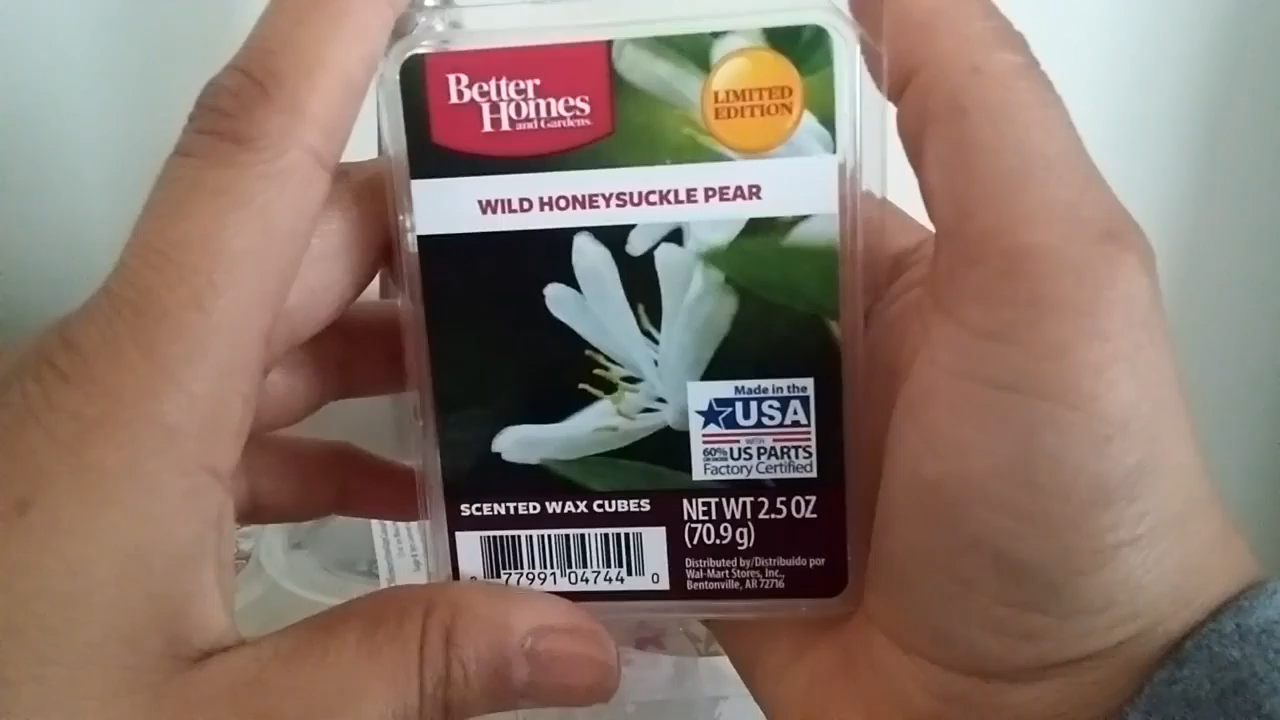 Better
Homes
and Gardens
LIMITED
EDITION
WILD HONEYSUCKLE PEAR
Made in the
USA
WITH
60% OR MORE US PARTS
Factory Certified
SCENTED WAX CUBES
NET WT 2.5 OZ
(70.9 g)
77991 04744 0
Distributed by/Distribuido por
Wal-Mart Stores, Inc.,
Bentonville, AR 72716